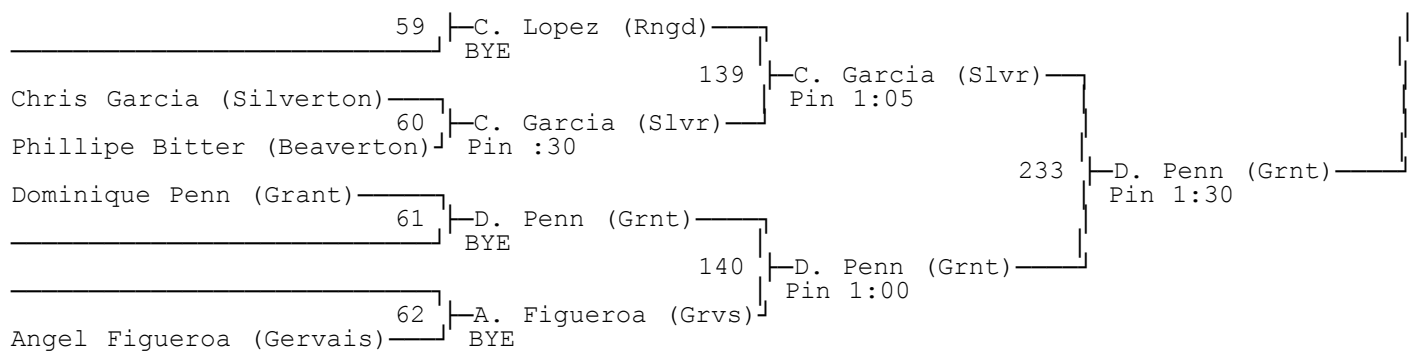 59 C. Lopez (Rngd)
BYE
139 C. Garcia (Slvr)
Chris Garcia (Silverton) Pin 1:05
60 C. Garcia (Slvr)
Phillipe Bitter (Beaverton) Pin :30
233 D. Penn (Grnt)
Dominique Penn (Grant) Pin 1:30
61 D. Penn (Grnt)
BYE
140 D. Penn (Grnt)
Pin 1:00
62 A. Figueroa (Grvs)
Angel Figueroa (Gervais) BYE